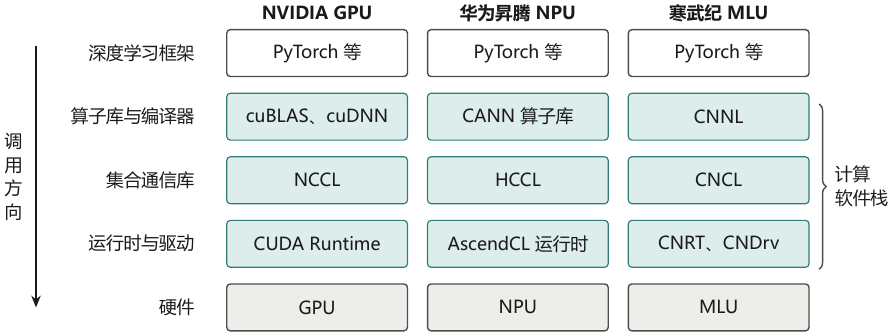 NVIDIA GPU 华为昇腾 NPU 寒武纪 MLU
深度学习框架 PyTorch 等 PyTorch 等 PyTorch 等
算子库与编译器 cuBLAS、cuDNN CANN 算子库 CNNL
集合通信库 NCCL HCCL CNCL
运行时与驱动 CUDA Runtime AscendCL 运行时 CNRT、CNDrv
硬件 GPU NPU MLU
调用方向
计算
软件栈